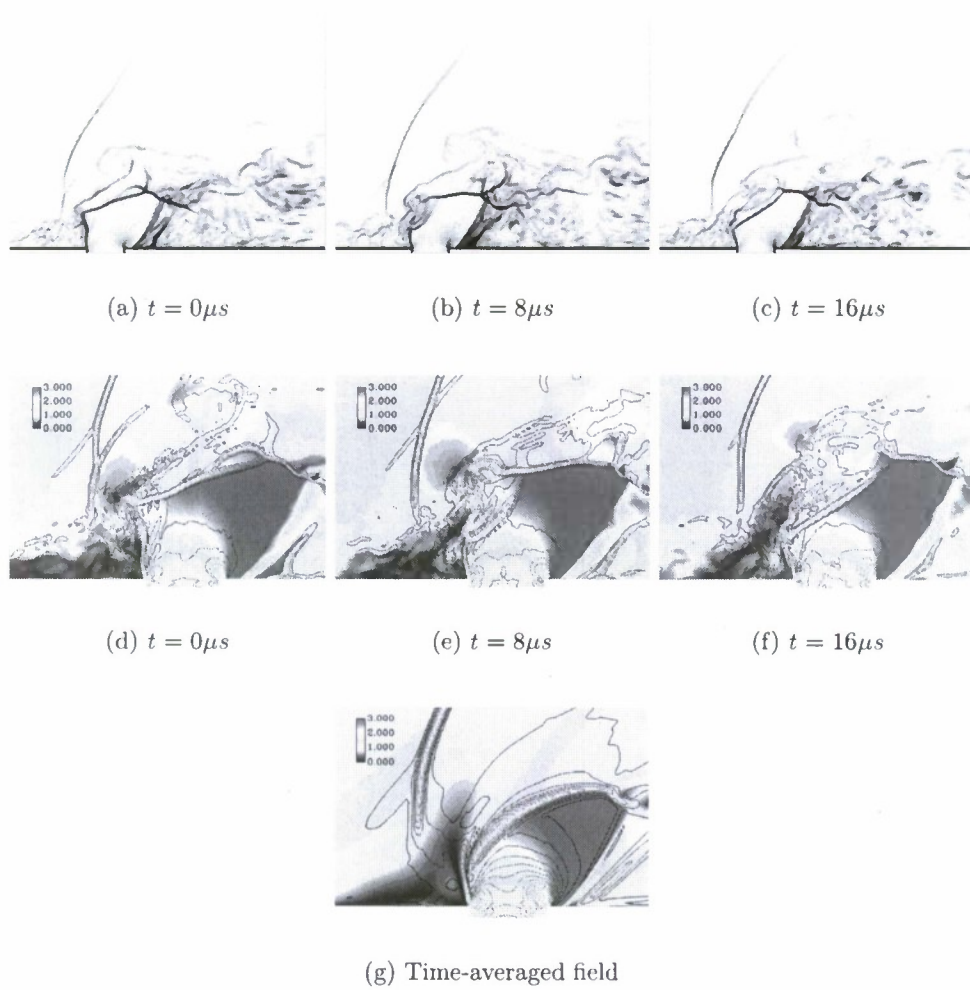 (a) t = 0μs
(b) t = 8μs
(c) t = 16μs
3.000
2.000
1.000
0.000
3.000
2.000
1.000
0.000
3.000
2.000
1.000
0.000
(d) t = 0μs
(e) t = 8μs
(f) t = 16μs
3.000
2.000
1.000
0.000
(g) Time-averaged field